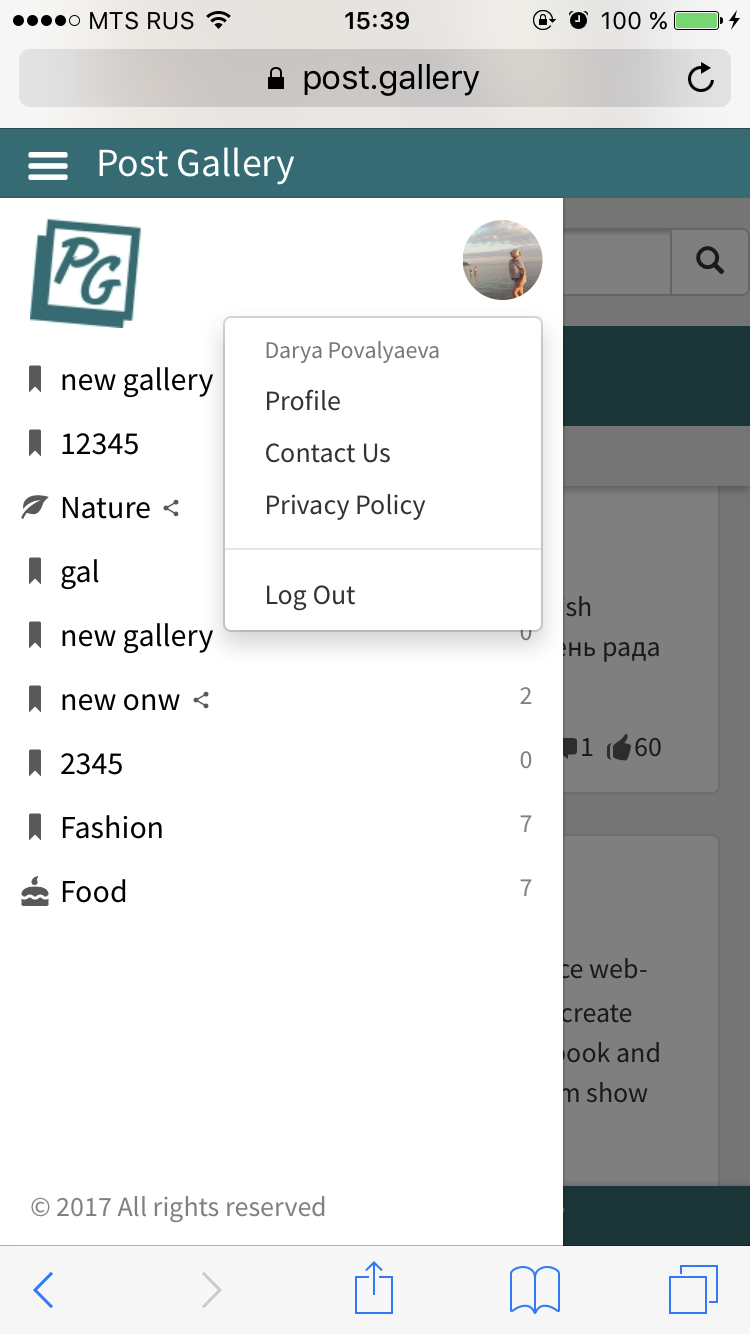 MTS RUS 15:39 100 %
post.gallery
Post Gallery
PG
Darya Povalyaeva
Profile
Contact Us
Privacy Policy
Log Out
new gallery
12345
Nature
gal
new gallery 0
new onw 2
2345 0
Fashion 7
Food 7
sh
ень рада
1 60
ce web-
create
ook and
m show
© 2017 All rights reserved